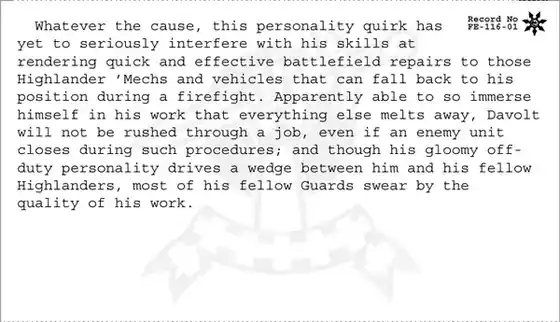 Record No
FE-116-01
Whatever the cause, this personality quirk has
yet to seriously interfere with his skills at
rendering quick and effective battlefield repairs to those
Highlander ’Mechs and vehicles that can fall back to his
position during a firefight. Apparently able to so immerse
himself in his work that everything else melts away, Davolt
will not be rushed through a job, even if an enemy unit
closes during such procedures; and though his gloomy off-
duty personality drives a wedge between him and his fellow
Highlanders, most of his fellow Guards swear by the
quality of his work.